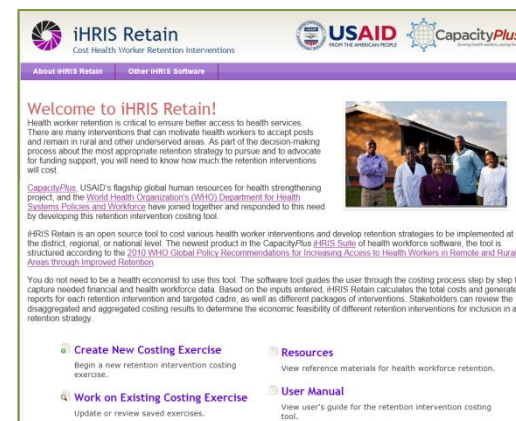 iHRIS Retain
Cost Health Worker Retention Interventions
USAID
FROM THE AMERICAN PEOPLE
CapacityPlus
About iHRIS Retain
Other iHRIS Software
Welcome to iHRIS Retain!
Health worker retention is critical to ensure better access to health services.
There are many interventions that can motivate health workers to accept posts
and remain in rural and other underserved areas. As part of the decision-making
process about the most appropriate retention strategy to pursue and to advocate
for funding support, you will need to know how much the retention interventions
will cost.
CapacityPlus, USAID's flagship global human resources for health strengthening
project, and the World Health Organization's (WHO) Department for Health
Systems Policies and Workforce have joined together and responded to this need
by developing this retention intervention costing tool.
iHRIS Retain is an open source tool to cost various health worker interventions and develop retention strategies to be implemented at
the district, regional, or national level. The newest product in the CapacityPlus iHRIS Suite of health workforce software, the tool is
structured according to the 2010 WHO Global Policy Recommendations for Increasing Access to Health Workers in Remote and Rural
Areas through Improved Retention.
You do not need to be a health economist to use this tool. The software tool guides the user through the costing process step by step
capture needed financial and health workforce data. Based on the inputs entered, iHRIS Retain calculates the total costs and generate
reports for each retention intervention and targeted cadre, as well as different packages of interventions. Stakeholders can review the
disaggregated and aggregated costing results to determine the economic feasibility of different retention interventions for inclusion in a
retention strategy.
Create New Costing Exercise
Begin a new retention intervention costing
exercise.
Work on Existing Costing Exercise
Update or review saved exercises.
Resources
View reference materials for health workforce retention.
User Manual
View user's guide for the retention intervention costing
tool.